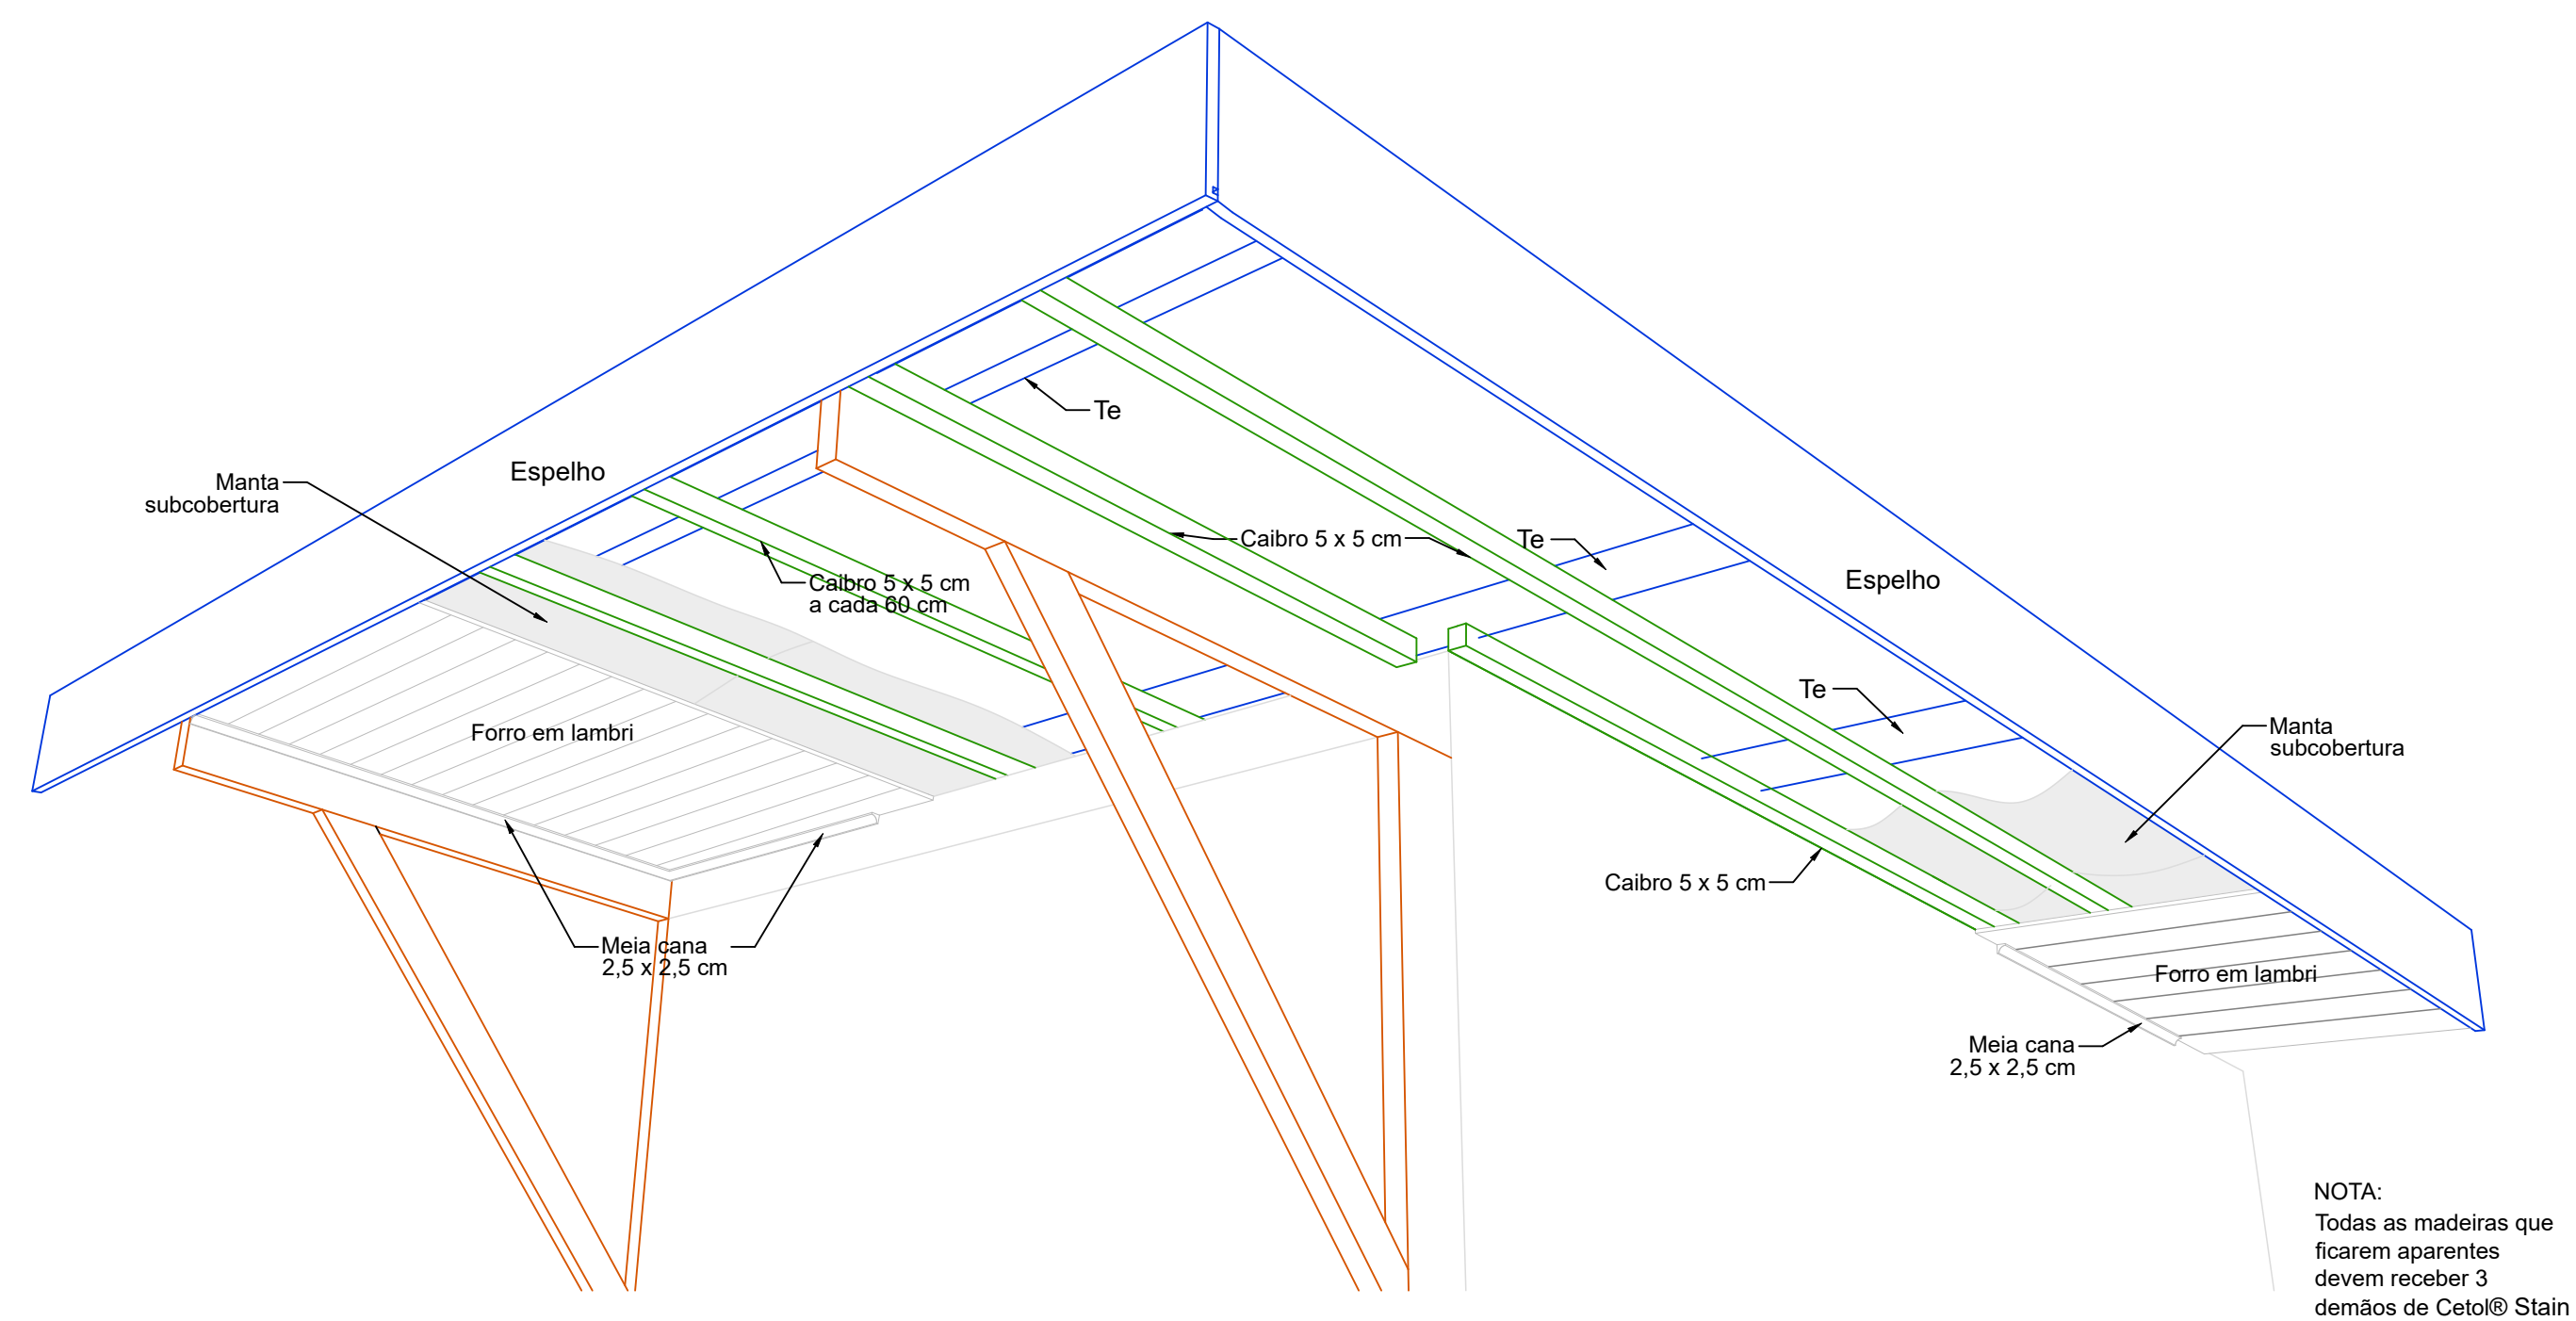 Te
Espelho
Manta
subcobertura
Caibro 5 x 5 cm
Te
Caibro 5 x 5 cm
a cada 60 cm
Espelho
Te
Forro em lambri
Manta
subcobertura
Caibro 5 x 5 cm
Meia cana
2,5 x 2,5 cm
Forro em lambri
Meia cana
2,5 x 2,5 cm
NOTA:
Todas as madeiras que
ficarem aparentes
devem receber 3
demãos de Cetol® Stain